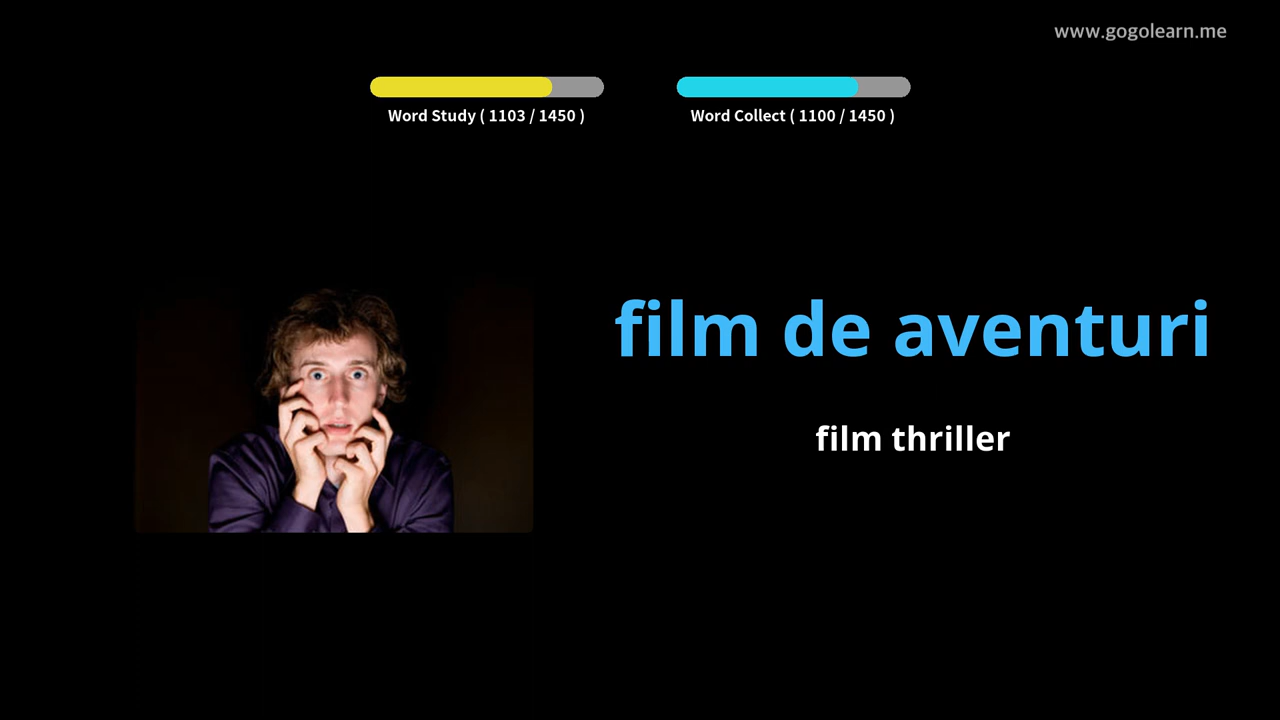 www.gogolearn.me
Word Study ( 1103 / 1450 )
Word Collect ( 1100 / 1450 )
film de aventuri
film thriller